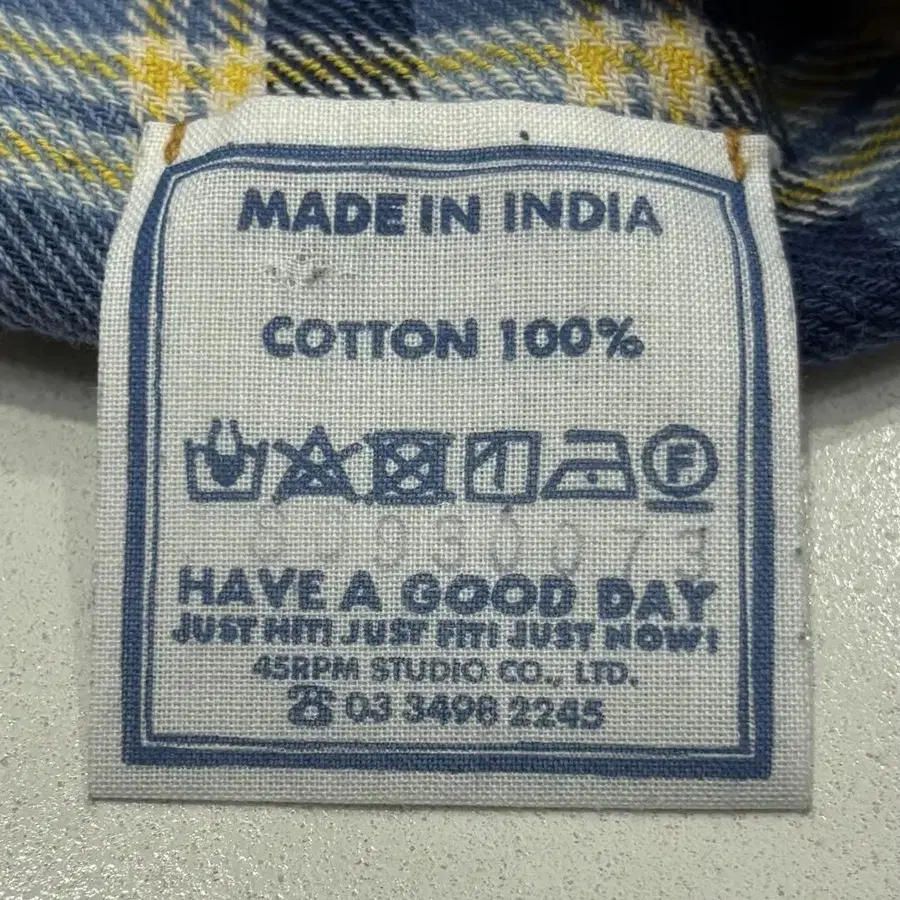 MADE IN INDIA
COTTON 100%
F
HAVE A GOOD DAY
JUST HIT! JUST FIT! JUST NOW!
45RPM STUDIO CO., LTD.
☎ 03 3498 2245